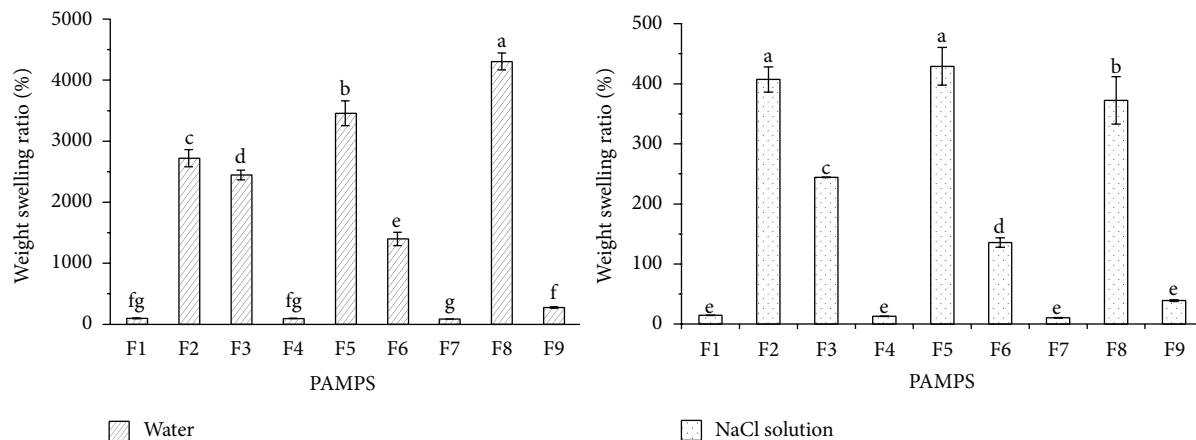 Weight swelling ratio (%)
5000
4000
3000
2000
1000
0
fg
c
d
fg
b
e
g
a
f
F1 F2 F3 F4 F5 F6 F7 F8 F9
PAMPS
Water
Weight swelling ratio (%)
500
400
300
200
100
0
e
a
c
e
a
d
e
b
e
F1 F2 F3 F4 F5 F6 F7 F8 F9
PAMPS
NaCl solution